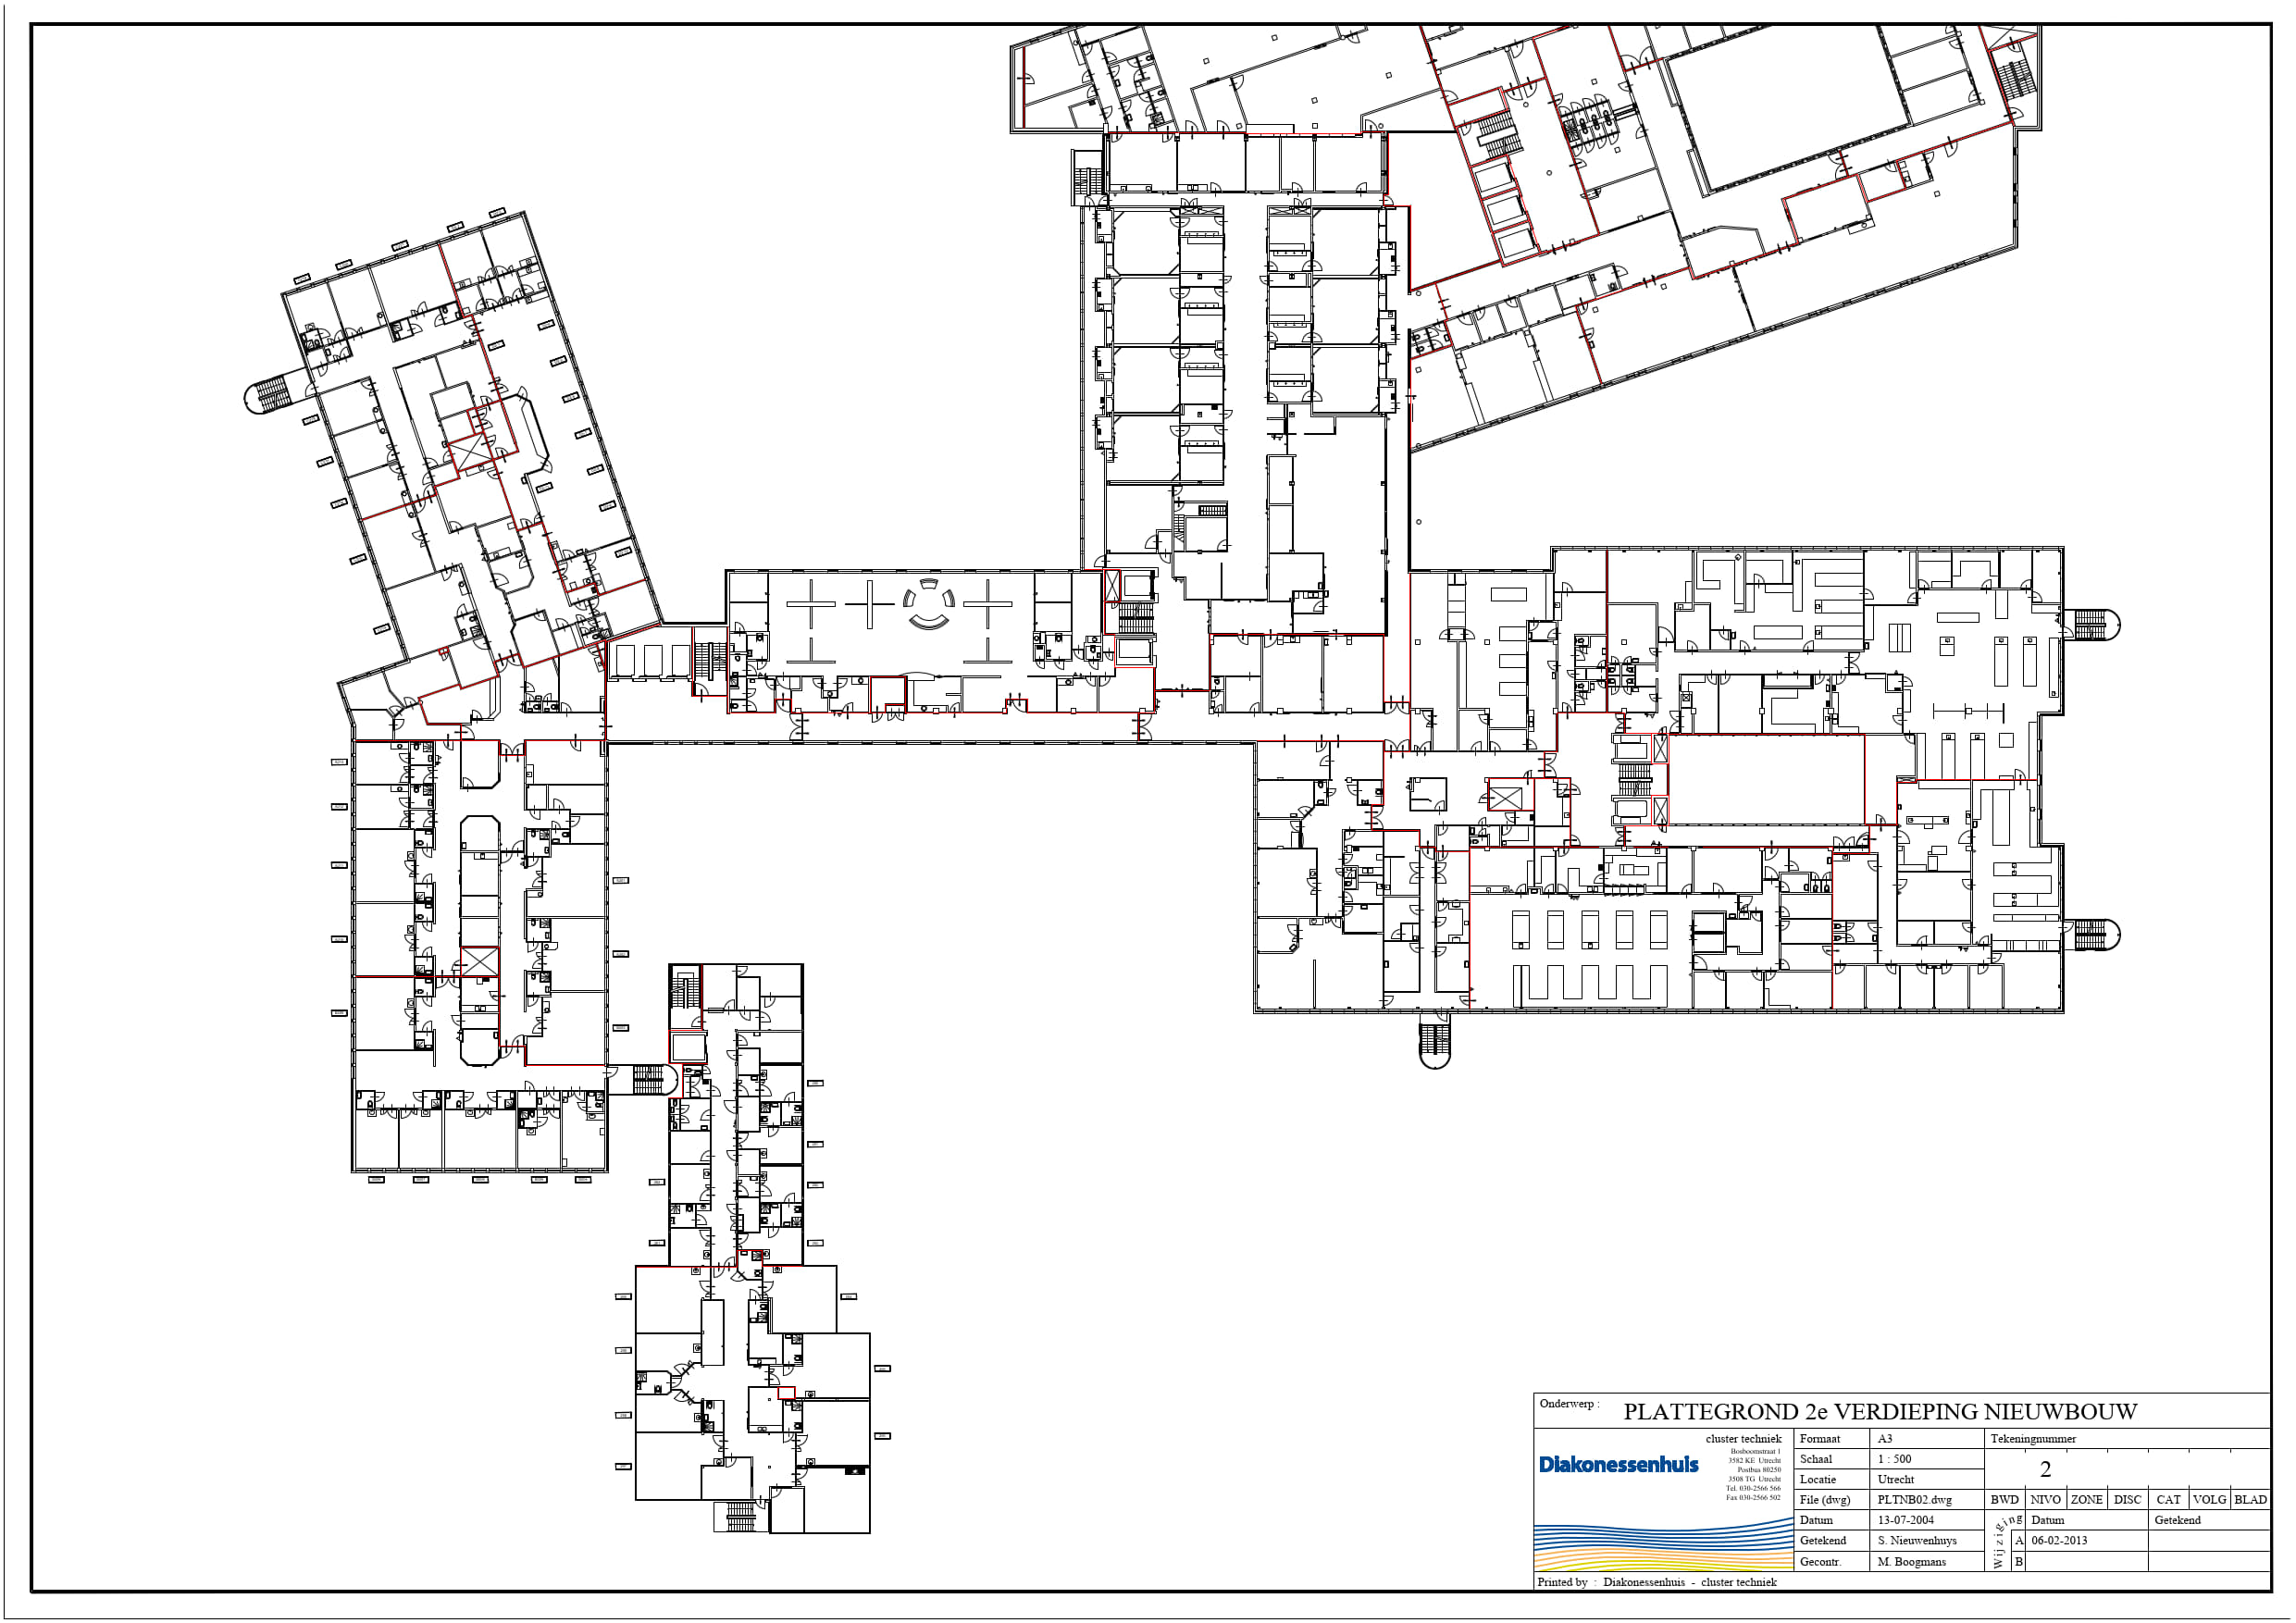 Onderwerp :
PLATTEGROND 2e VERDIEPING NIEUWBOUW
cluster techniek
Bosboomstraat 1
3582 KE Utrecht
Postbus 80250
3508 TG Utrecht
Tel. 030-2566 566
Fax 030-2566 502
Diakonessenhuis
Formaat A3
Schaal 1 : 500
Locatie Utrecht
File (dwg) PLTNB02.dwg
Datum 13-07-2004
Getekend S. Nieuwenhuys
Gecontr. M. Boogmans
Tekeningnummer
2
BWD NIVO ZONE DISC CAT VOLG BLAD
Wijziging
Datum Getekend
A 06-02-2013
B
Printed by : Diakonessenhuis - cluster techniek